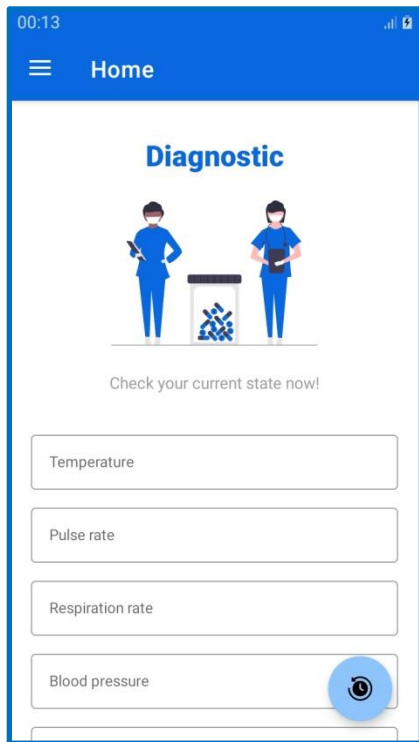 00:13
Home
Diagnostic
Check your current state now!
Temperature
Pulse rate
Respiration rate
Blood pressure